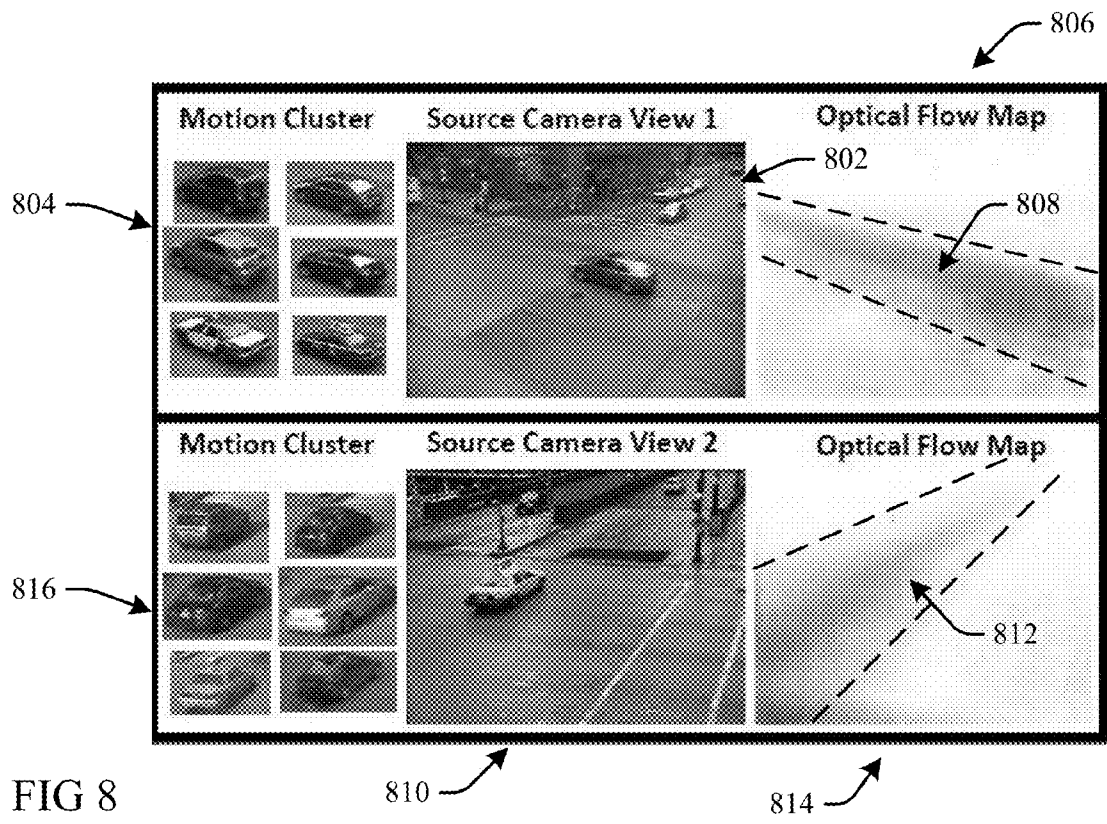 806
Motion Cluster
Source Camera View 1
Optical Flow Map
802
804
808
Motion Cluster
Source Camera View 2
Optical Flow Map
816
812
FIG 8
810
814